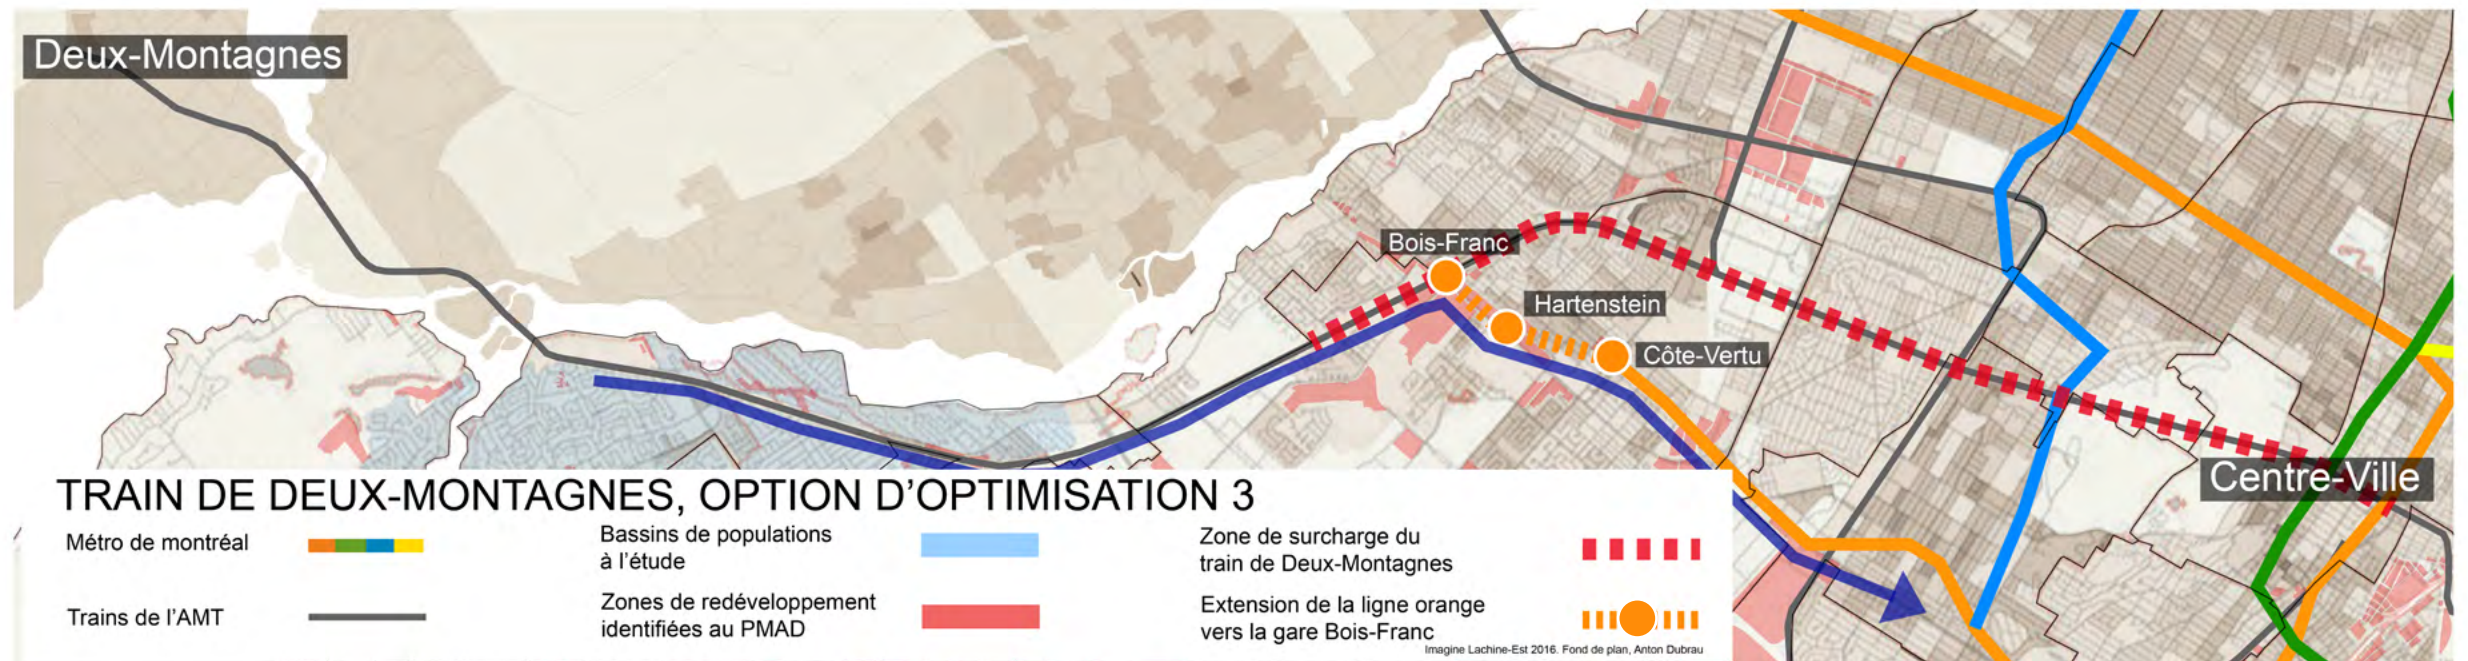 Deux-Montagnes
Bois-Franc
Hartenstein
Côte-Vertu
Centre-Ville
TRAIN DE DEUX-MONTAGNES, OPTION D'OPTIMISATION 3
Métro de montréal
Trains de l'AMT
Bassins de populations
à l'étude
Zones de redéveloppement
identifiées au PMAD
Zone de surcharge du
train de Deux-Montagnes
Extension de la ligne orange
vers la gare Bois-Franc
Imagine Lachine-Est 2016. Fond de plan, Anton Dubrau